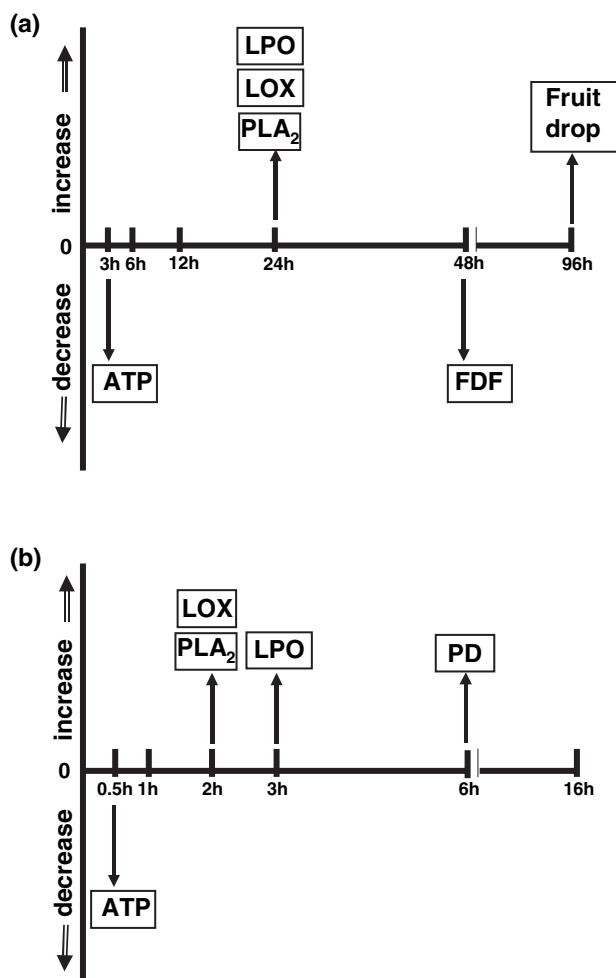 (a)
LPO
LOX
PLA₂
Fruit
drop
increase
0
3h 6h 12h 24h 48h 96h
decrease
ATP
FDF
(b)
LOX
PLA₂ LPO PD
increase
0
0.5h 1h 2h 3h 6h 16h
decrease
ATP